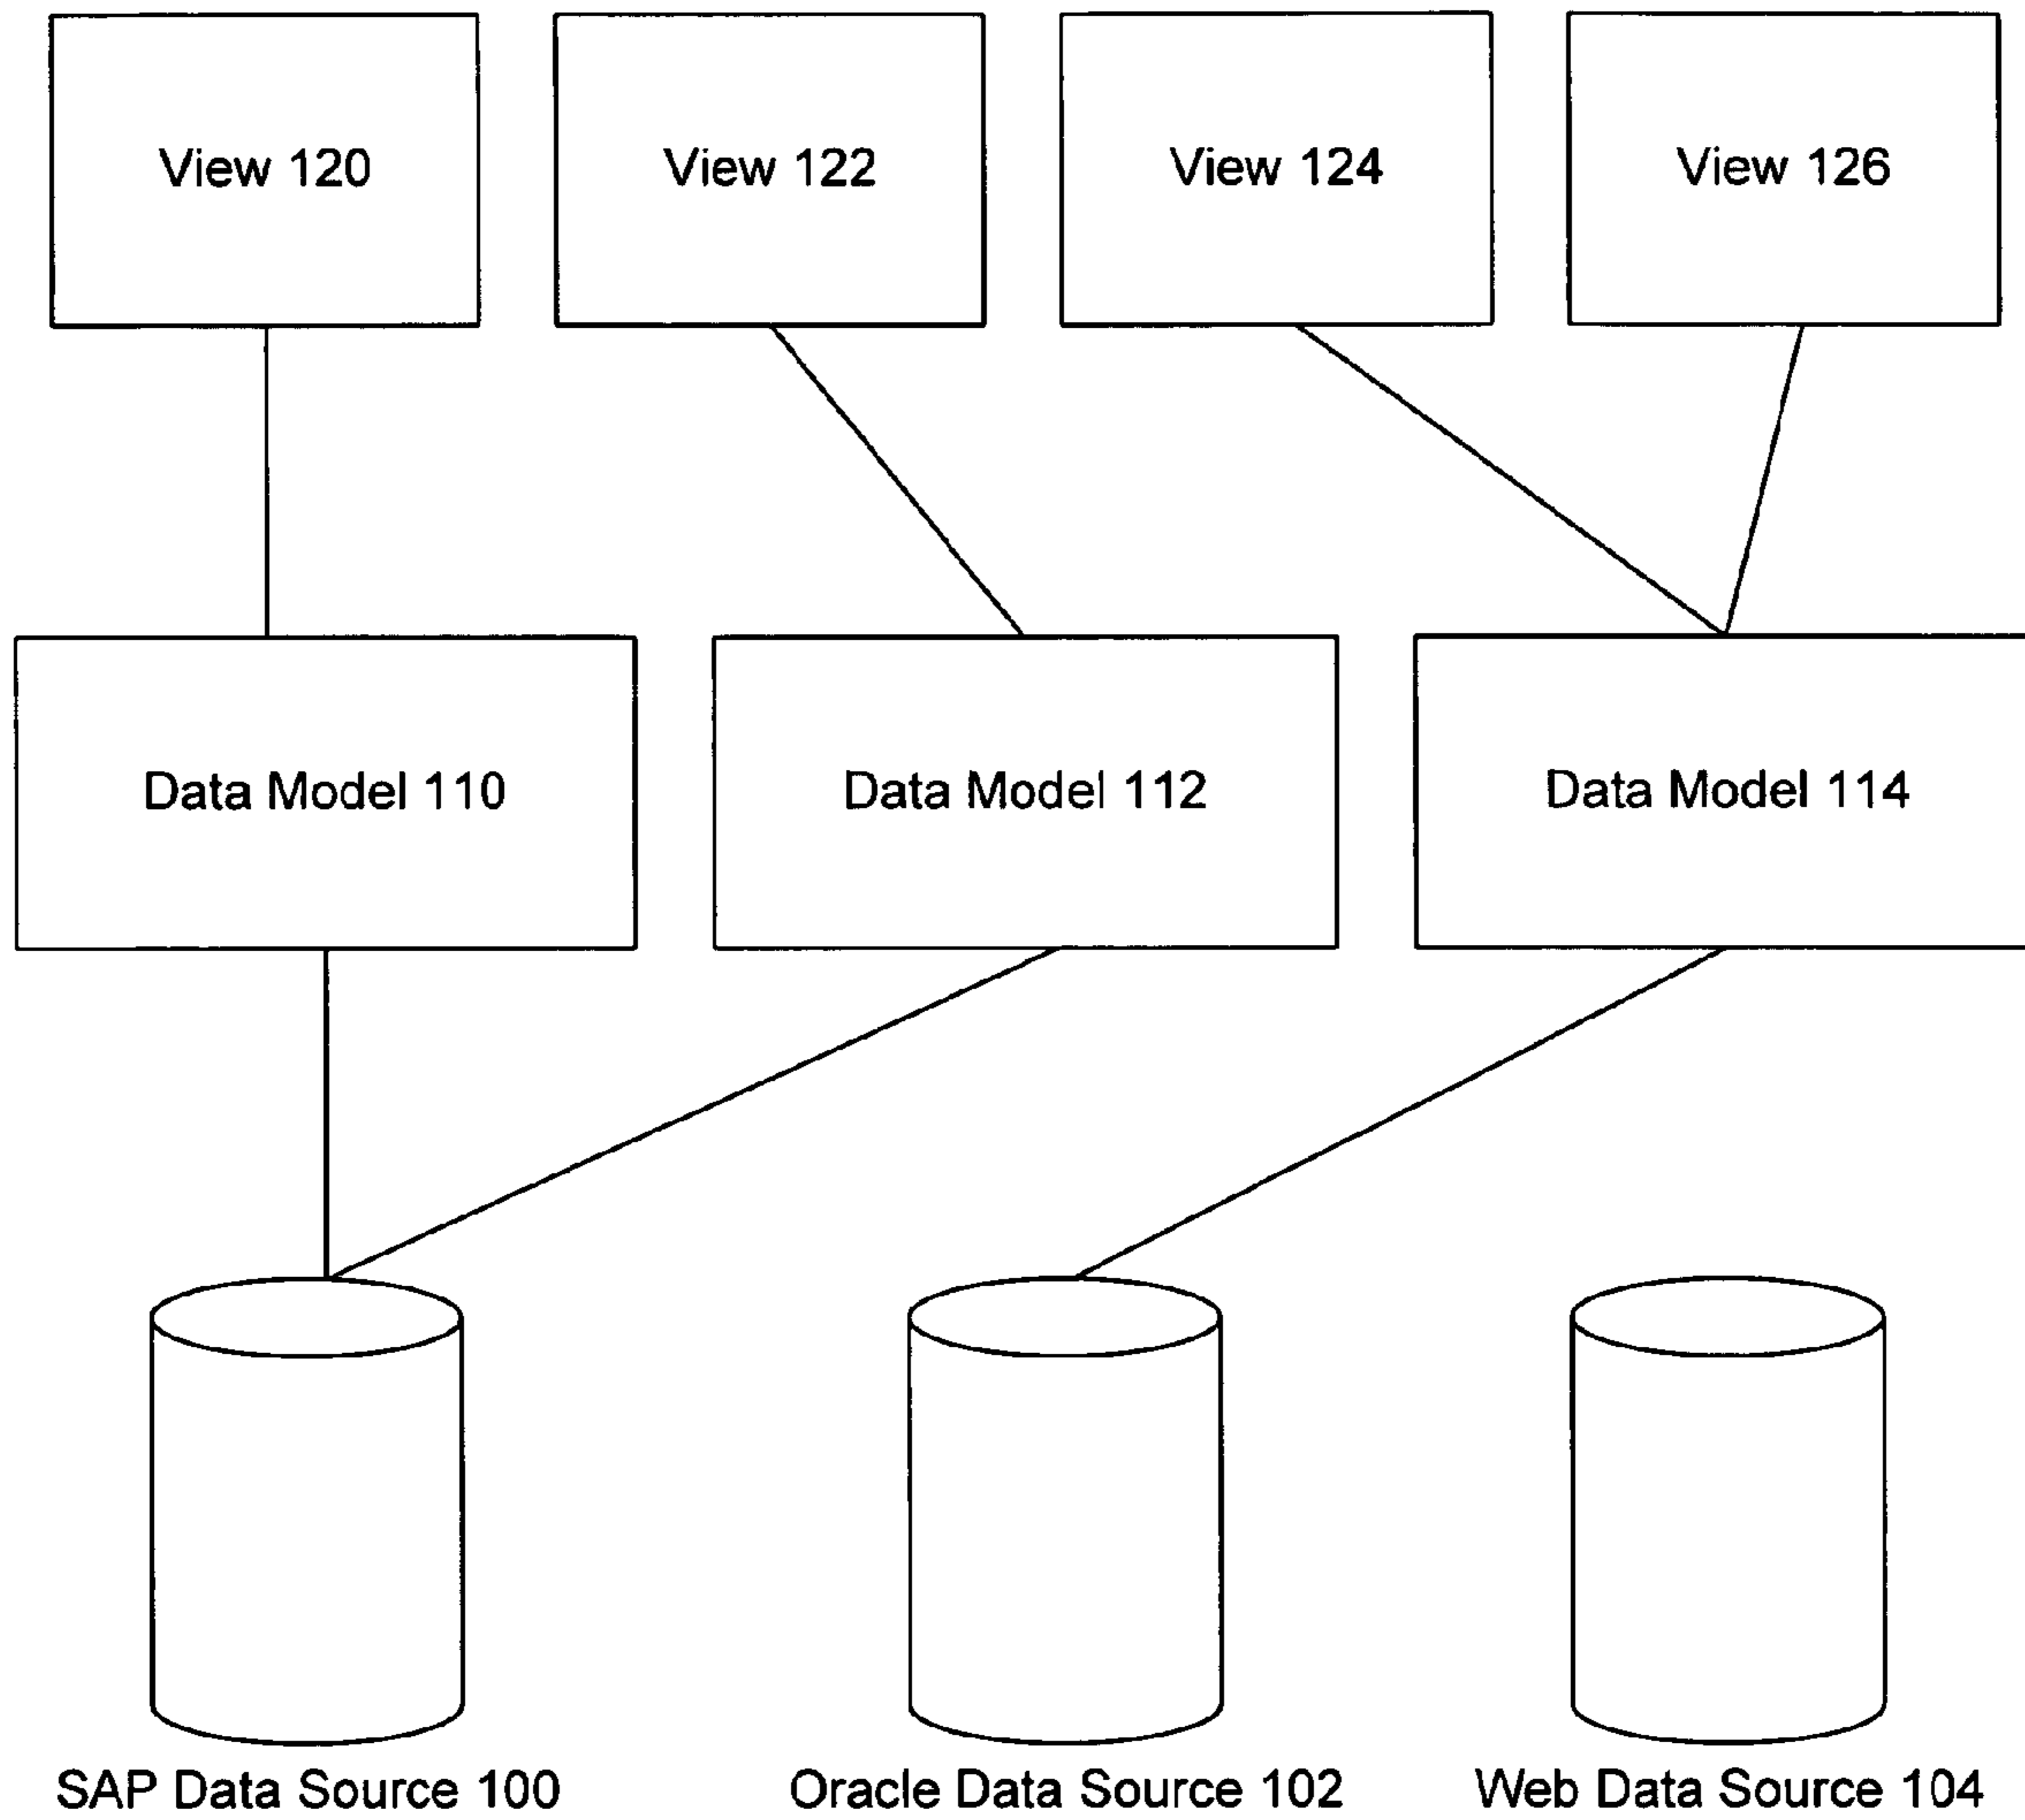 View 120
View 122
View 124
View 126
Data Model 110
Data Model 112
Data Model 114
SAP Data Source 100
Oracle Data Source 102
Web Data Source 104